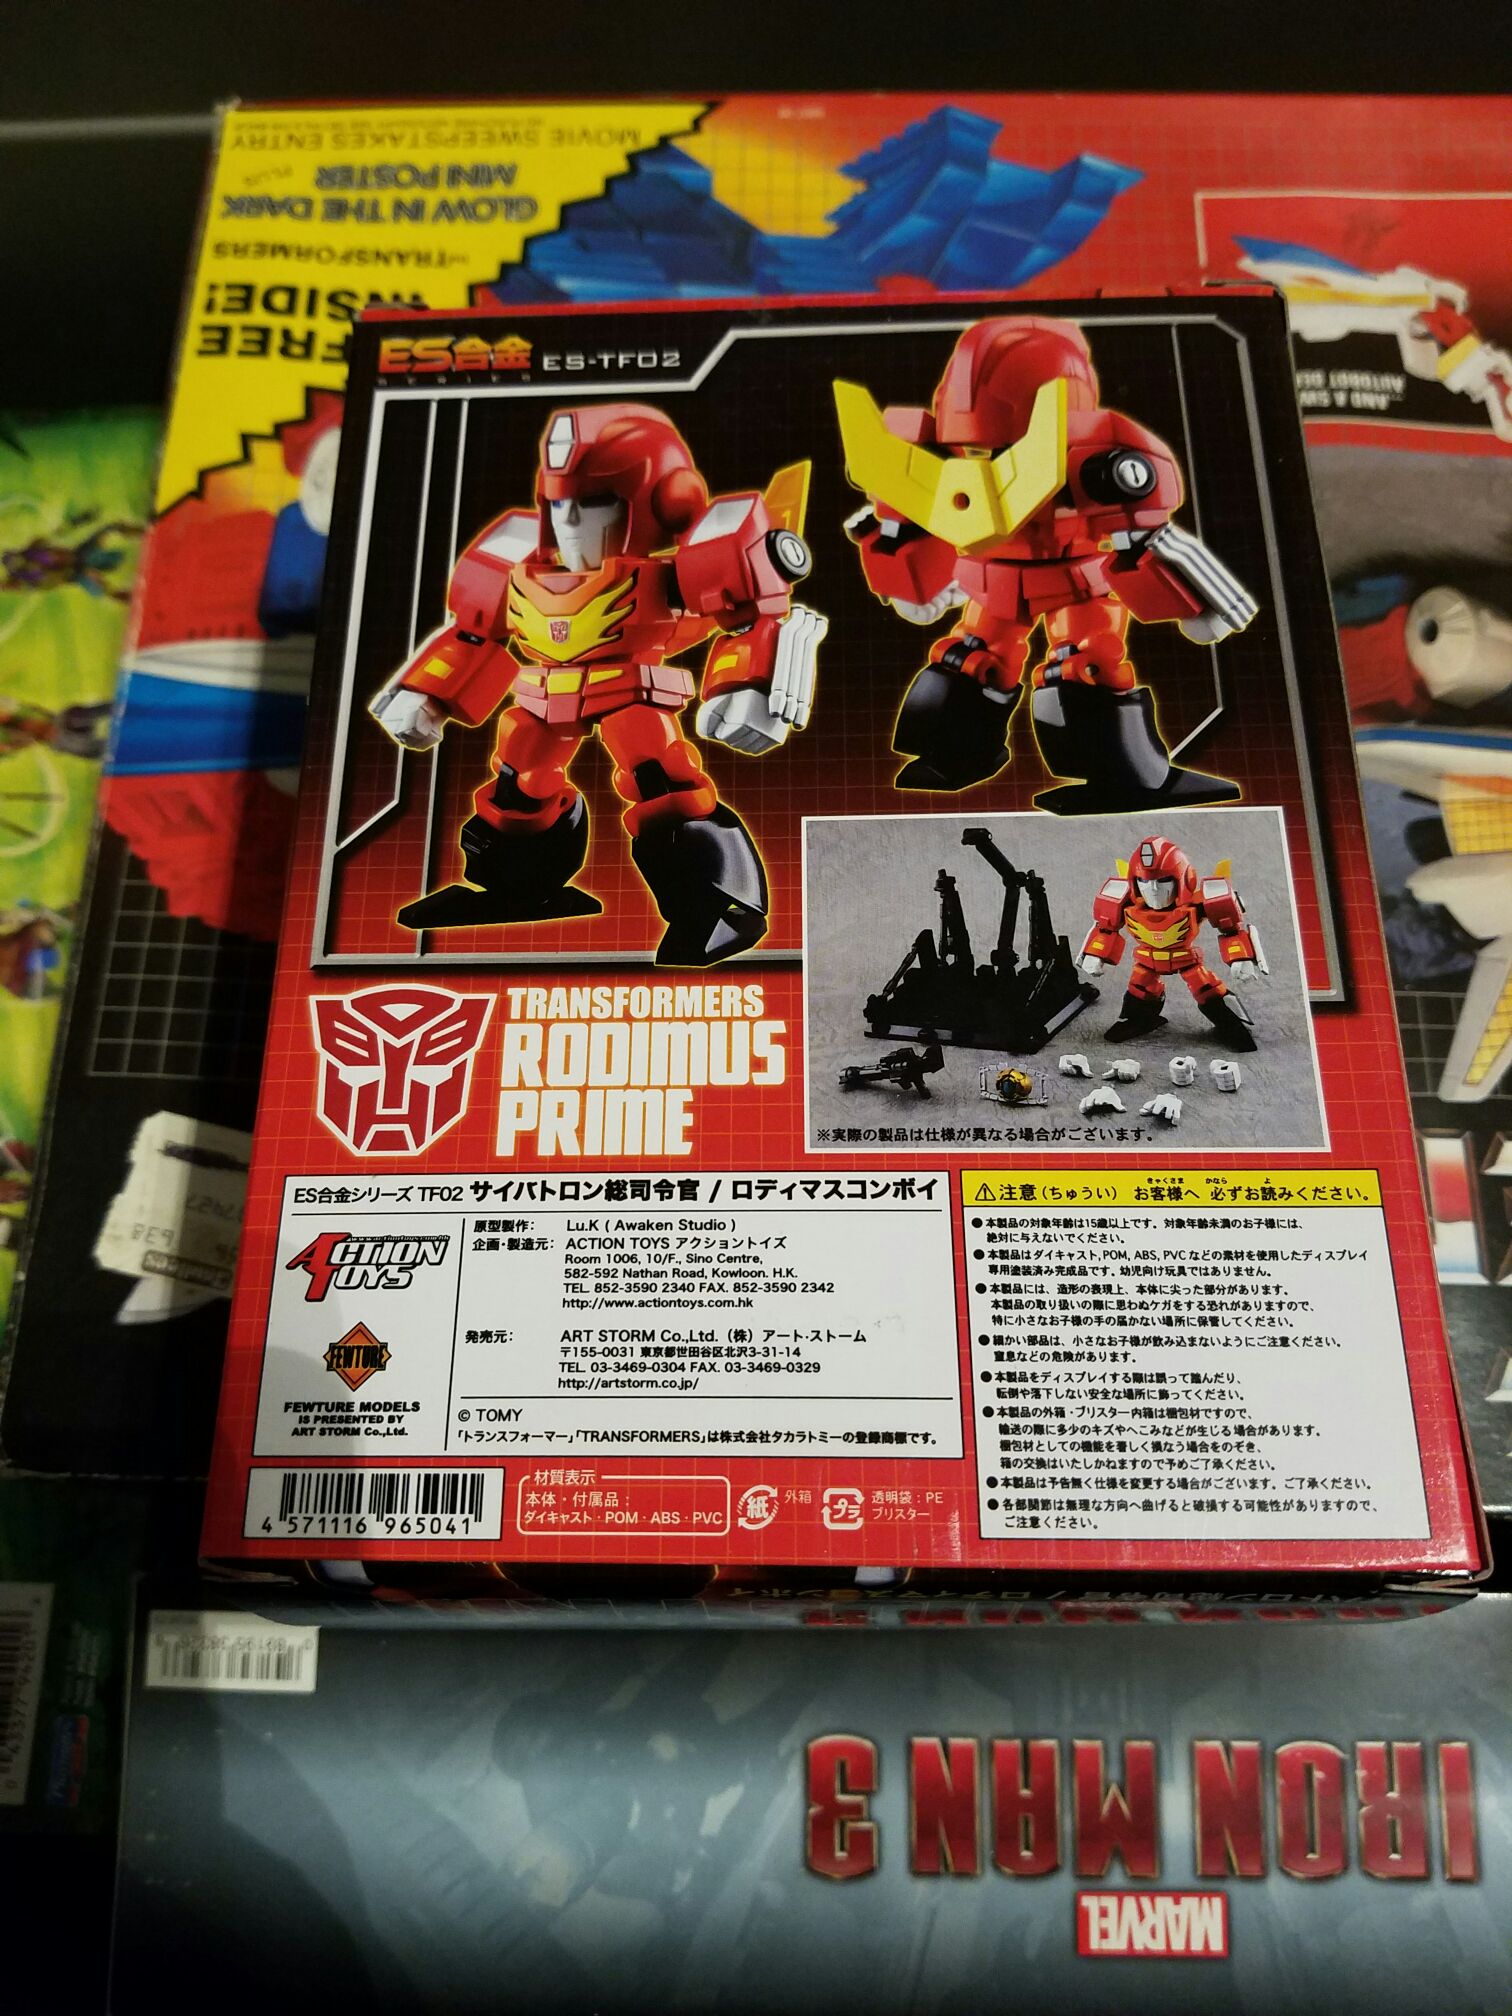 MOVIE SWEEPSTAKES ENTRY
PLUS
MINI POSTER
GLOW IN THE DARK
THE TRANSFORMERS
INSIDE!
FREE
ES合金 ES-TF02
SERIES
TRANSFORMERS
RODIMUS
PRIME
※実際の製品は仕様が異なる場合がございます。
ES合金シリーズ TF02 サイバトロン総司令官 / ロディマスコンボイ
www.actiontoys.com.hk
ACTION
TOYS
FEWTURE
FEWTURE MODELS
IS PRESENTED BY
ART STORM Co.,Ltd.
原型製作： Lu.K ( Awaken Studio )
企画・製造元： ACTION TOYS アクショントイズ
Room 1006, 10/F., Sino Centre,
582-592 Nathan Road, Kowloon. H.K.
TEL 852-3590 2340 FAX. 852-3590 2342
http://www.actiontoys.com.hk
発売元： ART STORM Co.,Ltd.（株）アート・ストーム
〒155-0031 東京都世田谷区北沢3-31-14
TEL. 03-3469-0304 FAX. 03-3469-0329
http://artstorm.co.jp/
© TOMY
「トランスフォーマー」「TRANSFORMERS」は株式会社タカラトミーの登録商標です。
⚠注意（ちゅうい） お客様へ 必ずお読みください。
●本製品の対象年齢は15歳以上です。対象年齢未満のお子様には、
絶対に与えないでください。
●本製品はダイキャスト,POM, ABS, PVCなどの素材を使用したディスプレイ
専用塗装済み完成品です。幼児向け玩具ではありません。
●本製品には、造形の表現上、本体に尖った部分があります。
本製品の取り扱いの際に思わぬケガをする恐れがありますので、
特に小さなお子様の手の届かない場所に保管してください。
●細かい部品は、小さなお子様が飲み込まないようにご注意ください。
窒息などの危険があります。
●本製品をディスプレイする際は誤って踏んだり、
転倒や落下しない安全な場所に飾ってください。
●本製品の外箱・ブリスター内箱は梱包材ですので、
輸送の際に多少のキズやへこみなどが生じる場合があります。
梱包材としての機能を著しく損なう場合をのぞき、
箱の交換はいたしかねますので予めご了承ください。
●本製品は予告無く仕様を変更する場合がございます。ご了承ください。
●各部関節は無理な方向へ曲げると破損する可能性がありますので、
ご注意ください。
4 571116 965041
材質表示
本体・付属品：
ダイキャスト・POM・ABS・PVC
紙 外箱
プラ 透明袋：PE
ブリスター
IRON MAN 3
MARVEL